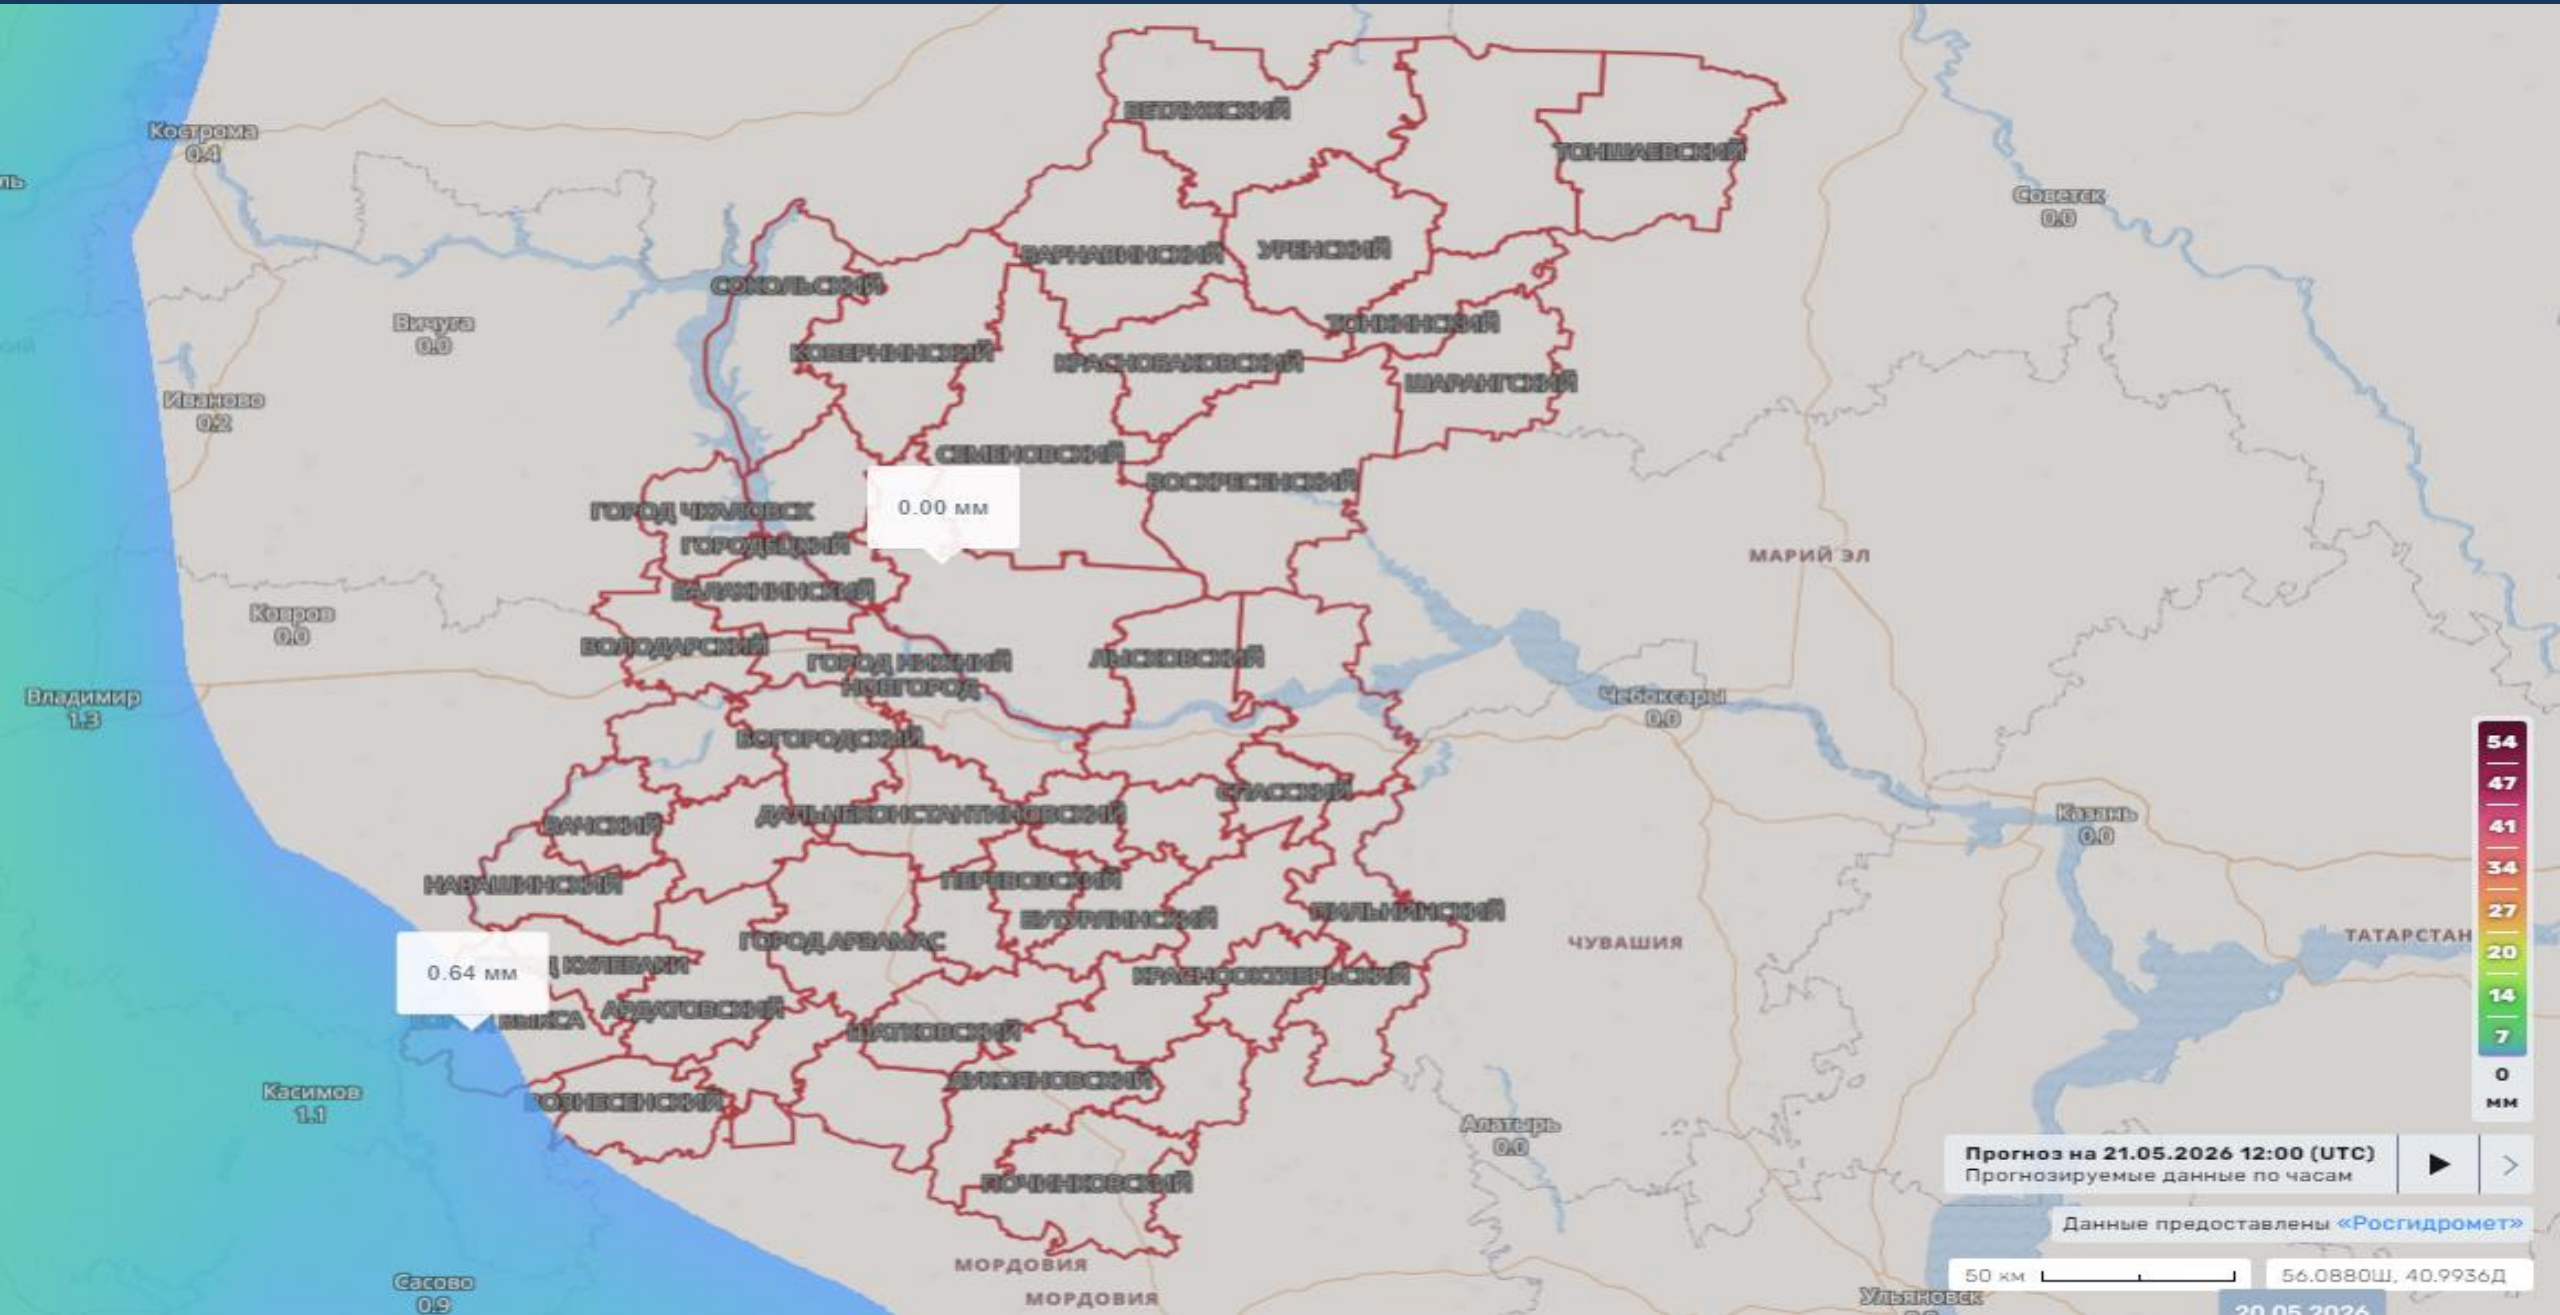 ВЕТЛУЖСКИЙ
Кострома
0.4
ТОНШАЕВСКИЙ
ль
Советск
0.0
ВАРНАВИНСКИЙ
УРЕНСКИЙ
СОКОЛЬСКИЙ
Вичуга
0.0
ТОНКИНСКИЙ
КОВЕРНИНСКИЙ
КРАСНОБАКОВСКИЙ
ШАРАНГСКИЙ
Иваново
0.2
СЕМЕНОВСКИЙ
ВОСКРЕСЕНСКИЙ
0.00 мм
ГОРОД ЧКАЛОВСК
ГОРОДЕЦКИЙ
МАРИЙ ЭЛ
БАЛАХНИНСКИЙ
Ковров
0.0
ВОЛОДАРСКИЙ
ГОРОД НИЖНИЙ
НОВГОРОД
ЛЫСКОВСКИЙ
Владимир
1.3
Чебоксары
0.0
БОГОРОДСКИЙ
СПАССКИЙ
ДАЛЬНЕКОНСТАНТИНОВСКИЙ
ВАЧСКИЙ
Казань
0.0
НАВАШИНСКИЙ
ПЕРЕВОЗСКИЙ
БУТУРЛИНСКИЙ
ПИЛЬНИНСКИЙ
ГОРОД АРЗАМАС
ЧУВАШИЯ
ТАТАРСТАН
0.64 мм
Д КУЛЕБАКИ
КРАСНООКТЯБРЬСКИЙ
АРДАТОВСКИЙ
ВЫКСА
ШАТКОВСКИЙ
ЛУКОЯНОВСКИЙ
Касимов
1.1
ВОЗНЕСЕНСКИЙ
Алатырь
0.0
ПОЧИНКОВСКИЙ
МОРДОВИЯ
МОРДОВИЯ
Сасово
0.9
Ульяновск
54
47
41
34
27
20
14
7
0
мм
Прогноз на 21.05.2026 12:00 (UTC)
Прогнозируемые данные по часам
Данные предоставлены «Росгидромет»
50 км
56.0880Ш, 40.9936Д
20.05.2026